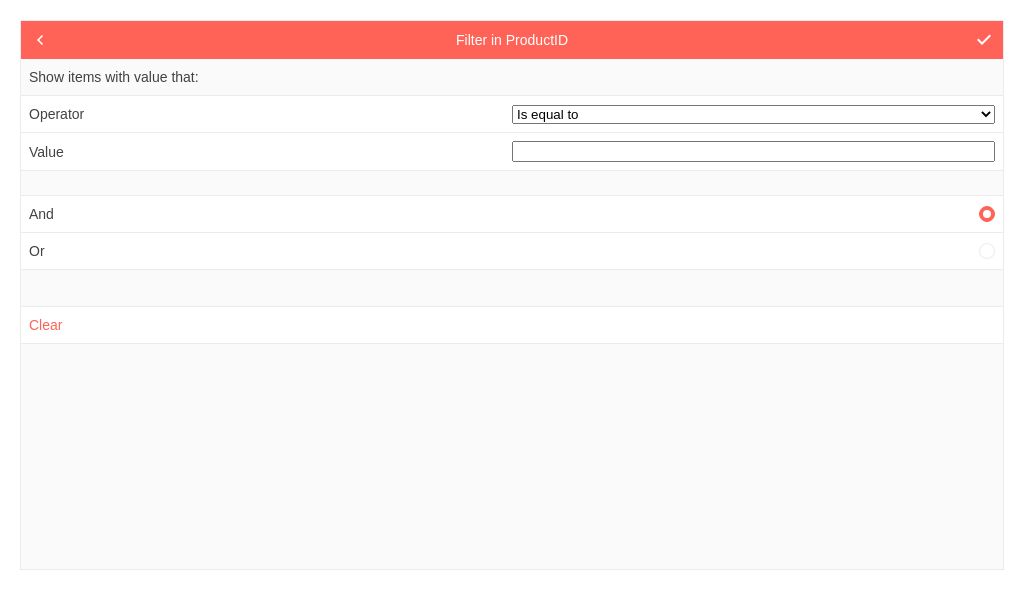 Filter in ProductID
Show items with value that:
Operator
Is equal to
Value
And
Or
Clear